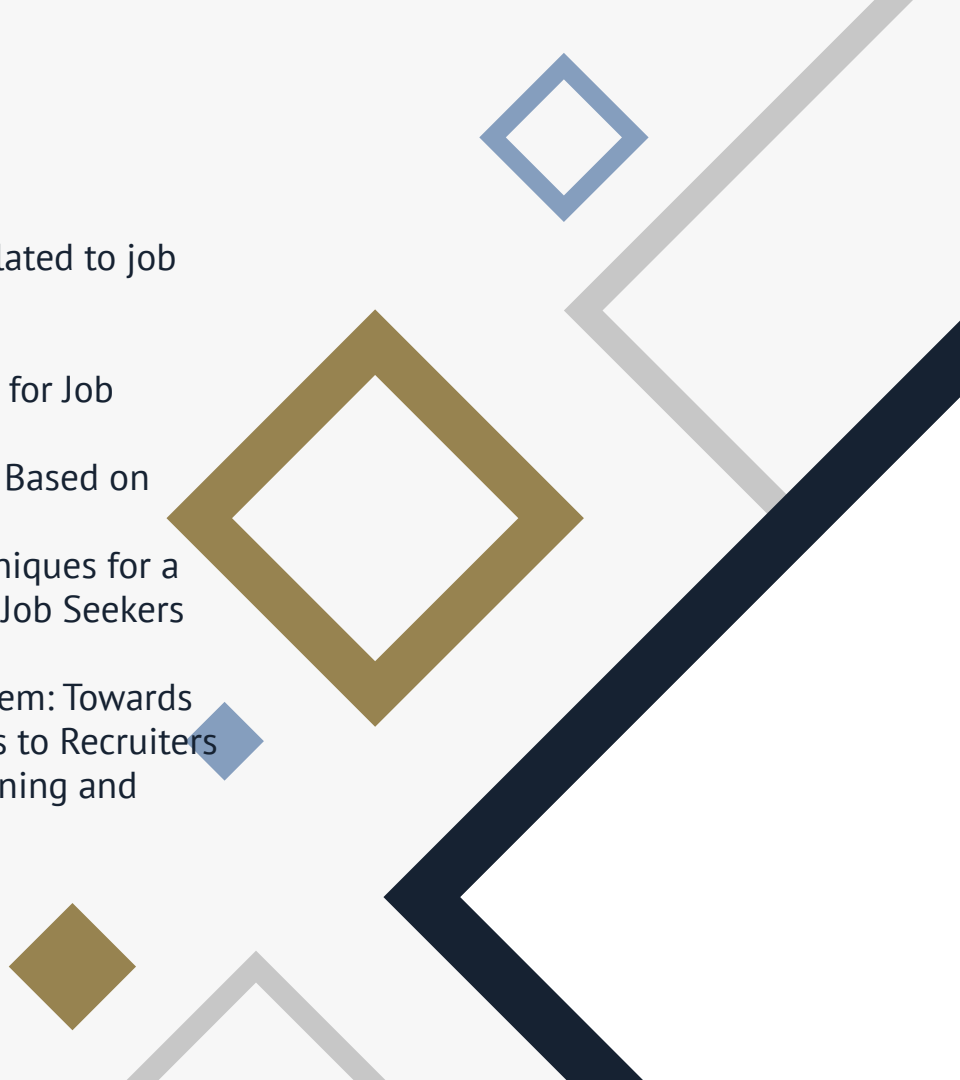 lated to job
for Job
Based on
niques for a
Job Seekers
em: Towards
s to Recruiters
ning and